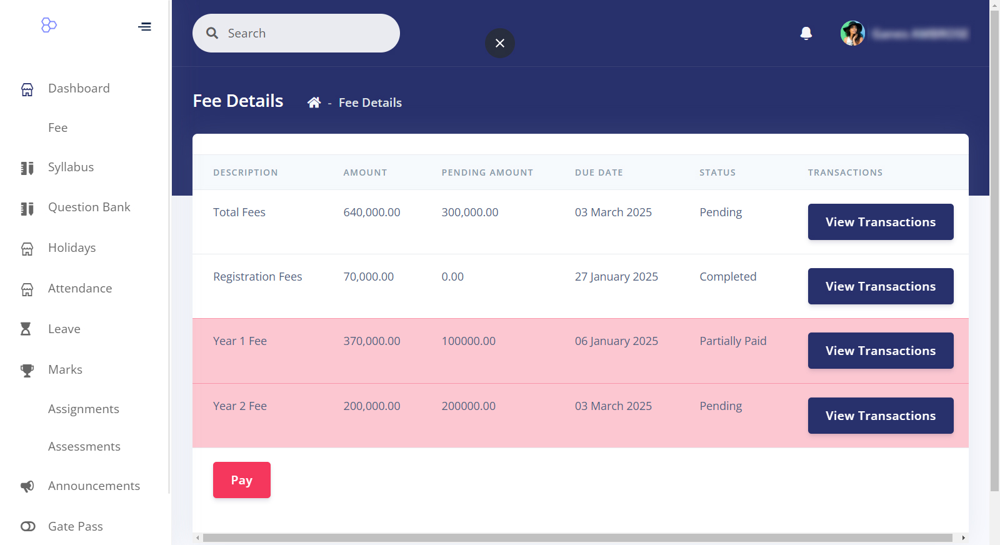 Search
Dashboard
Fee
Syllabus
Question Bank
Holidays
Attendance
Leave
Marks
Assignments
Assessments
Announcements
Gate Pass
Fee Details - Fee Details
DESCRIPTION AMOUNT PENDING AMOUNT DUE DATE STATUS TRANSACTIONS
Total Fees 640,000.00 300,000.00 03 March 2025 Pending View Transactions
Registration Fees 70,000.00 0.00 27 January 2025 Completed View Transactions
Year 1 Fee 370,000.00 100000.00 06 January 2025 Partially Paid View Transactions
Year 2 Fee 200,000.00 200000.00 03 March 2025 Pending View Transactions
Pay